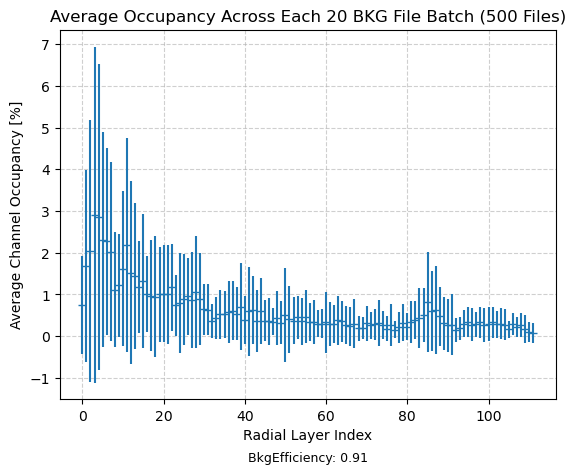 Average Occupancy Across Each 20 BKG File Batch (500 Files)
7
6
5
4
3
2
1
0
−1
Average Channel Occupancy [%]
0 20 40 60 80 100
Radial Layer Index
BkgEfficiency: 0.91